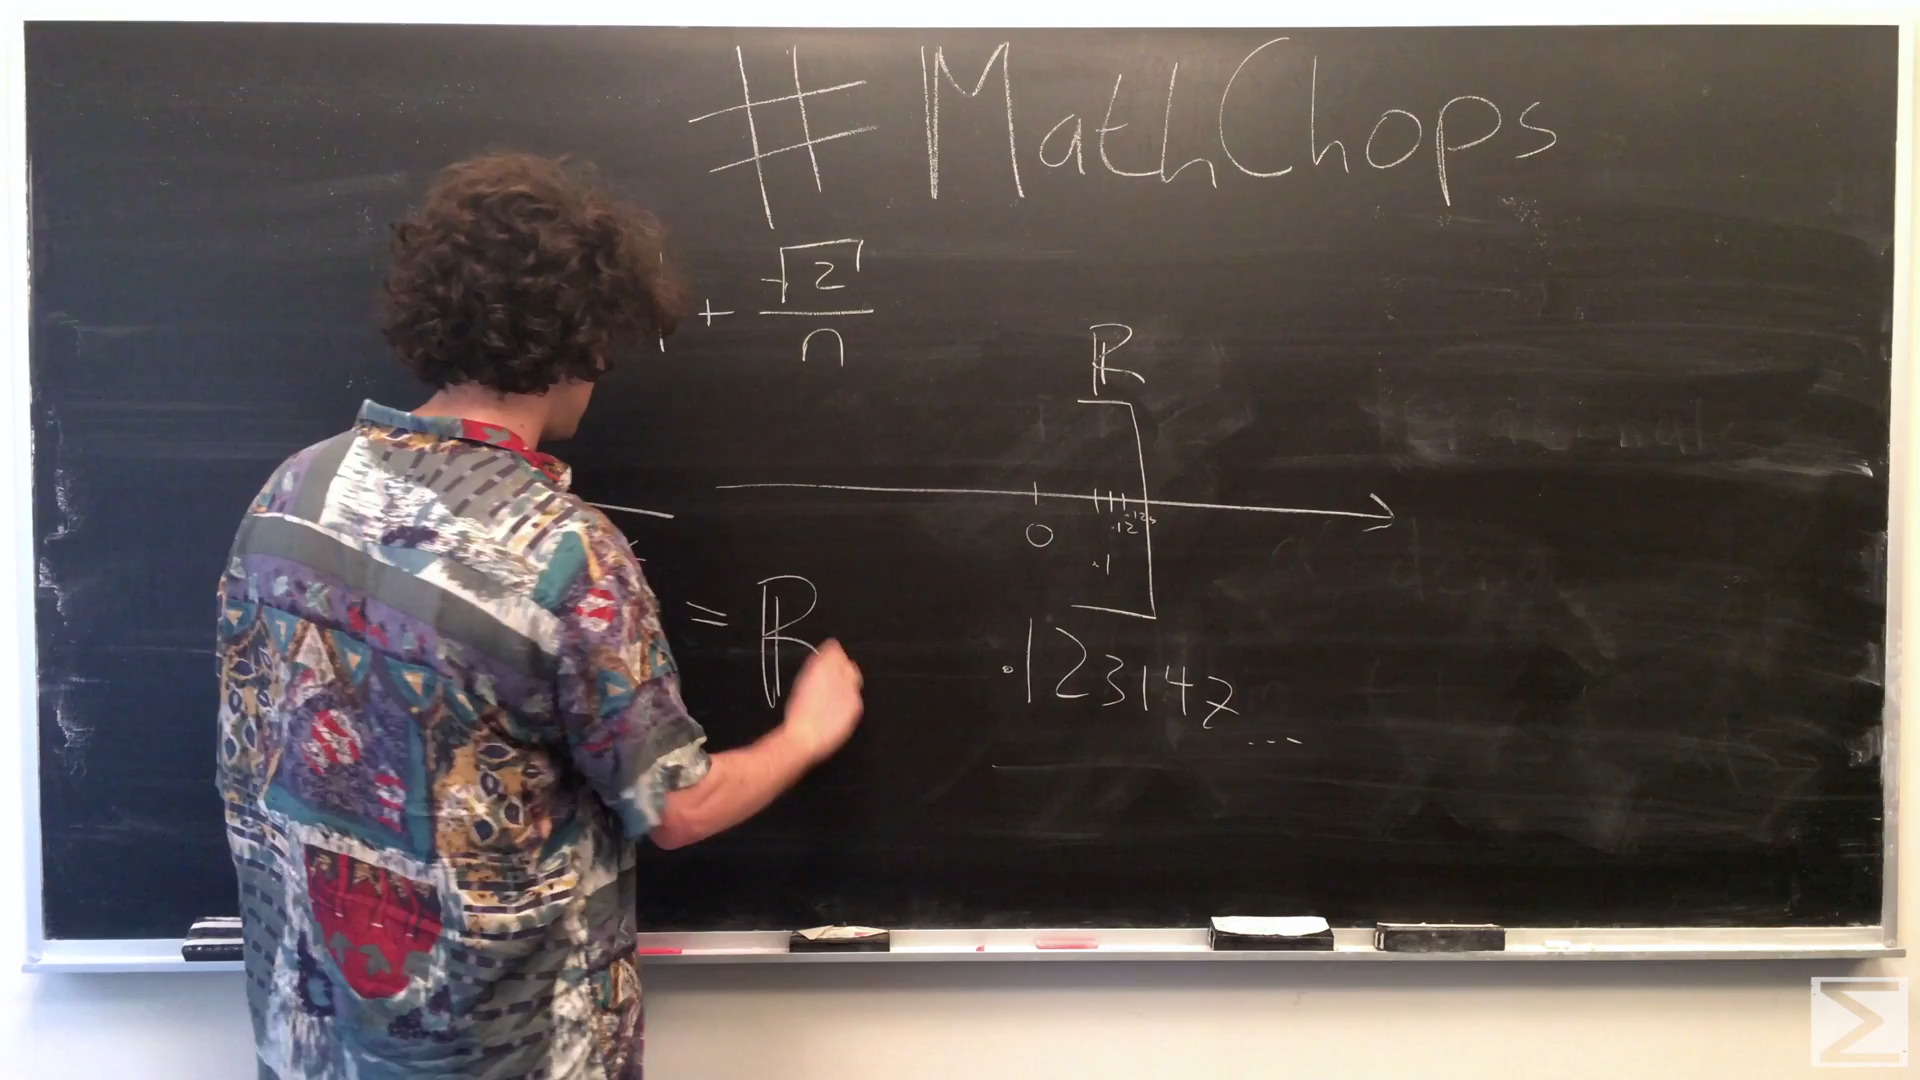 #MathChops
+ √2
n
ℝ
0 .1 .12 .123
= ℝ
.123142...
Σ